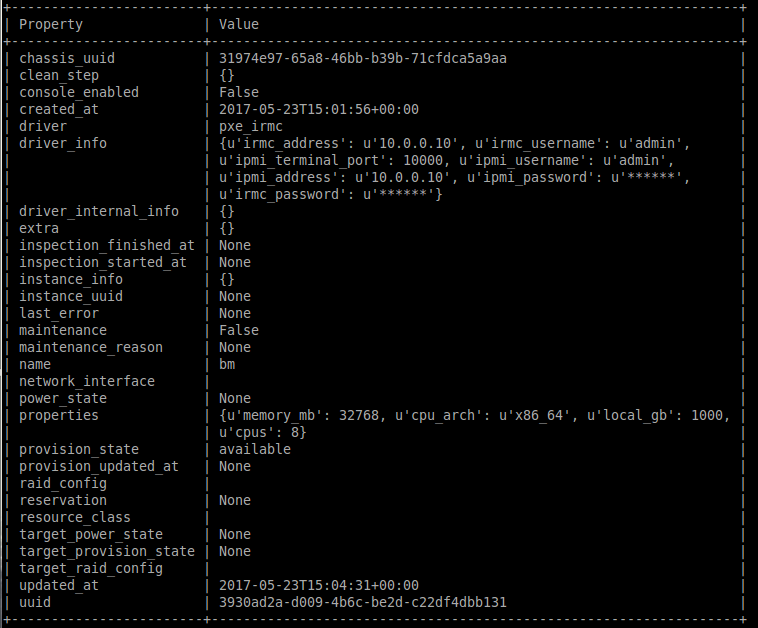 +------------------------+------------------------------------------------------------------+
| Property               | Value                                                            |
+------------------------+------------------------------------------------------------------+
| chassis_uuid           | 31974e97-65a8-46bb-b39b-71cfdca5a9aa                             |
| clean_step             | {}                                                               |
| console_enabled        | False                                                            |
| created_at             | 2017-05-23T15:01:56+00:00                                        |
| driver                 | pxe_irmc                                                         |
| driver_info            | {u'irmc_address': u'10.0.0.10', u'irmc_username': u'admin',      |
|                        | u'ipmi_terminal_port': 10000, u'ipmi_username': u'admin',        |
|                        | u'ipmi_address': u'10.0.0.10', u'ipmi_password': u'******',      |
|                        | u'irmc_password': u'******'}                                     |
| driver_internal_info   | {}                                                               |
| extra                  | {}                                                               |
| inspection_finished_at | None                                                             |
| inspection_started_at  | None                                                             |
| instance_info          | {}                                                               |
| instance_uuid          | None                                                             |
| last_error             | None                                                             |
| maintenance            | False                                                            |
| maintenance_reason     | None                                                             |
| name                   | bm                                                               |
| network_interface      |                                                                  |
| power_state            | None                                                             |
| properties             | {u'memory_mb': 32768, u'cpu_arch': u'x86_64', u'local_gb': 1000, |
|                        | u'cpus': 8}                                                      |
| provision_state        | available                                                        |
| provision_updated_at   | None                                                             |
| raid_config            |                                                                  |
| reservation            | None                                                             |
| resource_class         |                                                                  |
| target_power_state     | None                                                             |
| target_provision_state | None                                                             |
| target_raid_config     |                                                                  |
| updated_at             | 2017-05-23T15:04:31+00:00                                        |
| uuid                   | 3930ad2a-d009-4b6c-be2d-c22df4dbb131                             |
+------------------------+------------------------------------------------------------------+